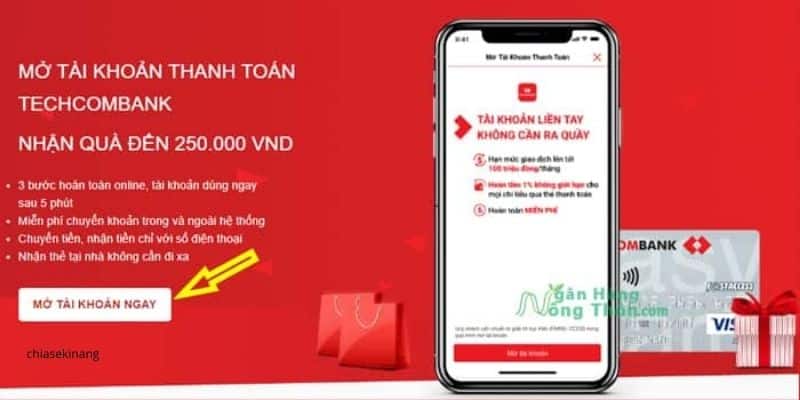 MỞ TÀI KHOẢN THANH TOÁN
TECHCOMBANK
NHẬN QUÀ ĐẾN 250.000 VND
3 bước hoàn toàn online, tài khoản dùng ngay
sau 5 phút
Miễn phí chuyển khoản trong và ngoài hệ thống
Chuyển tiền, nhận tiền chỉ với số điện thoại
Nhận thẻ tại nhà không cần đi xa
MỞ TÀI KHOẢN NGAY
chiasekinang
Mở Tài Khoản Thanh Toán
TÀI KHOẢN LIỀN TAY
KHÔNG CẦN RA QUẦY
Hạn mức giao dịch lên tới
100 triệu đồng/tháng
Hoàn tiền 1% không giới hạn cho
mọi chi tiêu qua thẻ thanh toán
Hoàn toàn MIỄN PHÍ
Ngân Hàng
Nông Thôn.com
Mở tài khoản
OMBANK
VISA